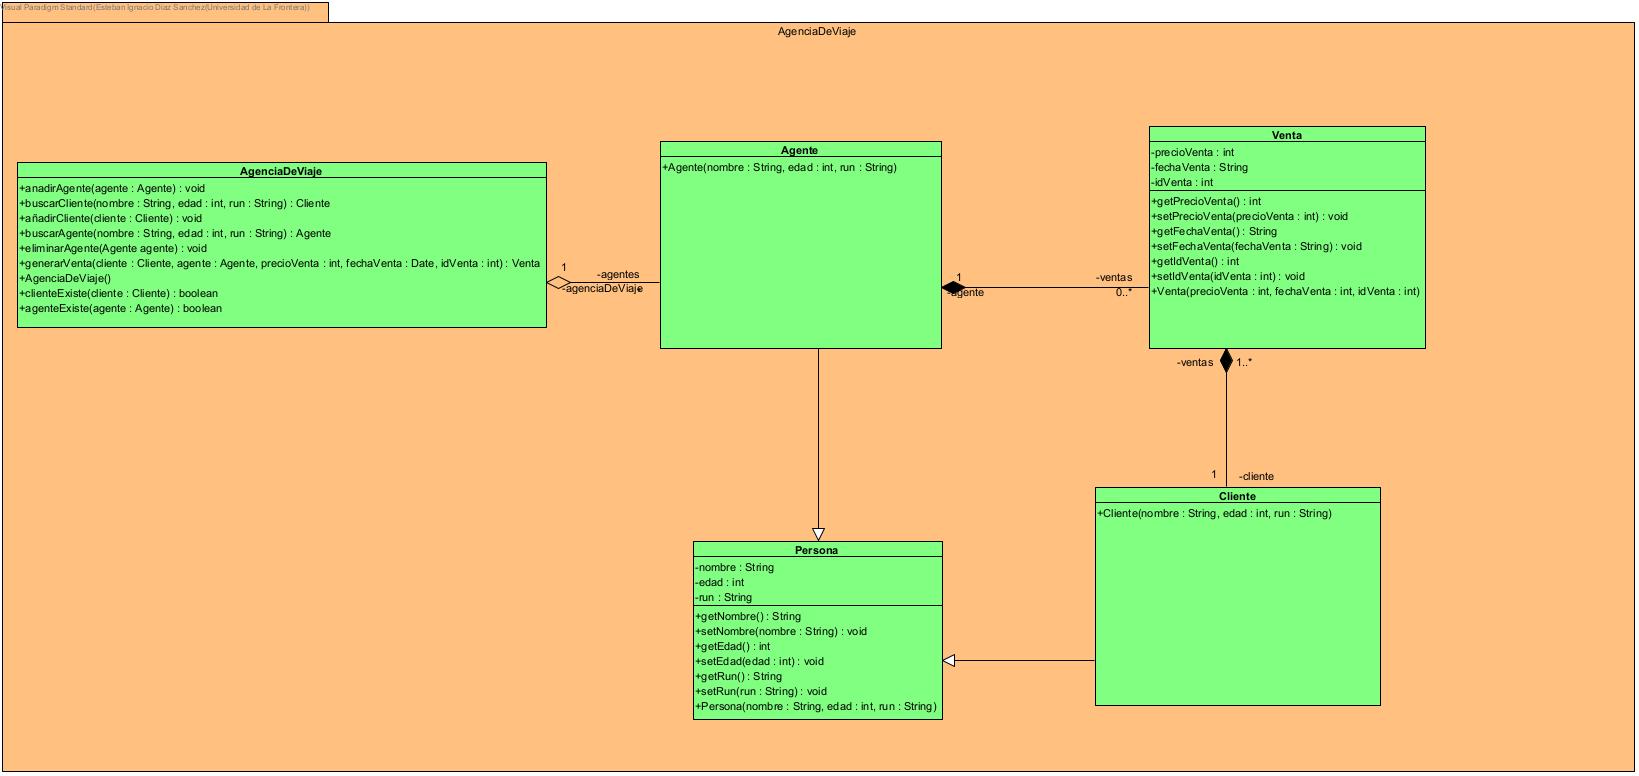 Visual Paradigm Standard(Esteban Ignacio Diaz Sanchez(Universidad de La Frontera))
AgenciaDeViaje
AgenciaDeViaje
+anadirAgente(agente : Agente) : void
+buscarCliente(nombre : String, edad : int, run : String) : Cliente
+añadirCliente(cliente : Cliente) : void
+buscarAgente(nombre : String, edad : int, run : String) : Agente
+eliminarAgente(Agente agente) : void
+generarVenta(cliente : Cliente, agente : Agente, precioVenta : int, fechaVenta : Date, idVenta : int) : Venta
+AgenciaDeViaje()
+clienteExiste(cliente : Cliente) : boolean
+agenteExiste(agente : Agente) : boolean
1
-agentes
-agenciaDeViaje
*
Agente
+Agente(nombre : String, edad : int, run : String)
1
-agente
-ventas
0..*
Venta
-precioVenta : int
-fechaVenta : String
-idVenta : int
+getPrecioVenta() : int
+setPrecioVenta(precioVenta : int) : void
+getFechaVenta() : String
+setFechaVenta(fechaVenta : String) : void
+getIdVenta() : int
+setIdVenta(idVenta : int) : void
+Venta(precioVenta : int, fechaVenta : int, idVenta : int)
-ventas
1..*
1
-cliente
Cliente
+Cliente(nombre : String, edad : int, run : String)
Persona
-nombre : String
-edad : int
-run : String
+getNombre() : String
+setNombre(nombre : String) : void
+getEdad() : int
+setEdad(edad : int) : void
+getRun() : String
+setRun(run : String) : void
+Persona(nombre : String, edad : int, run : String)